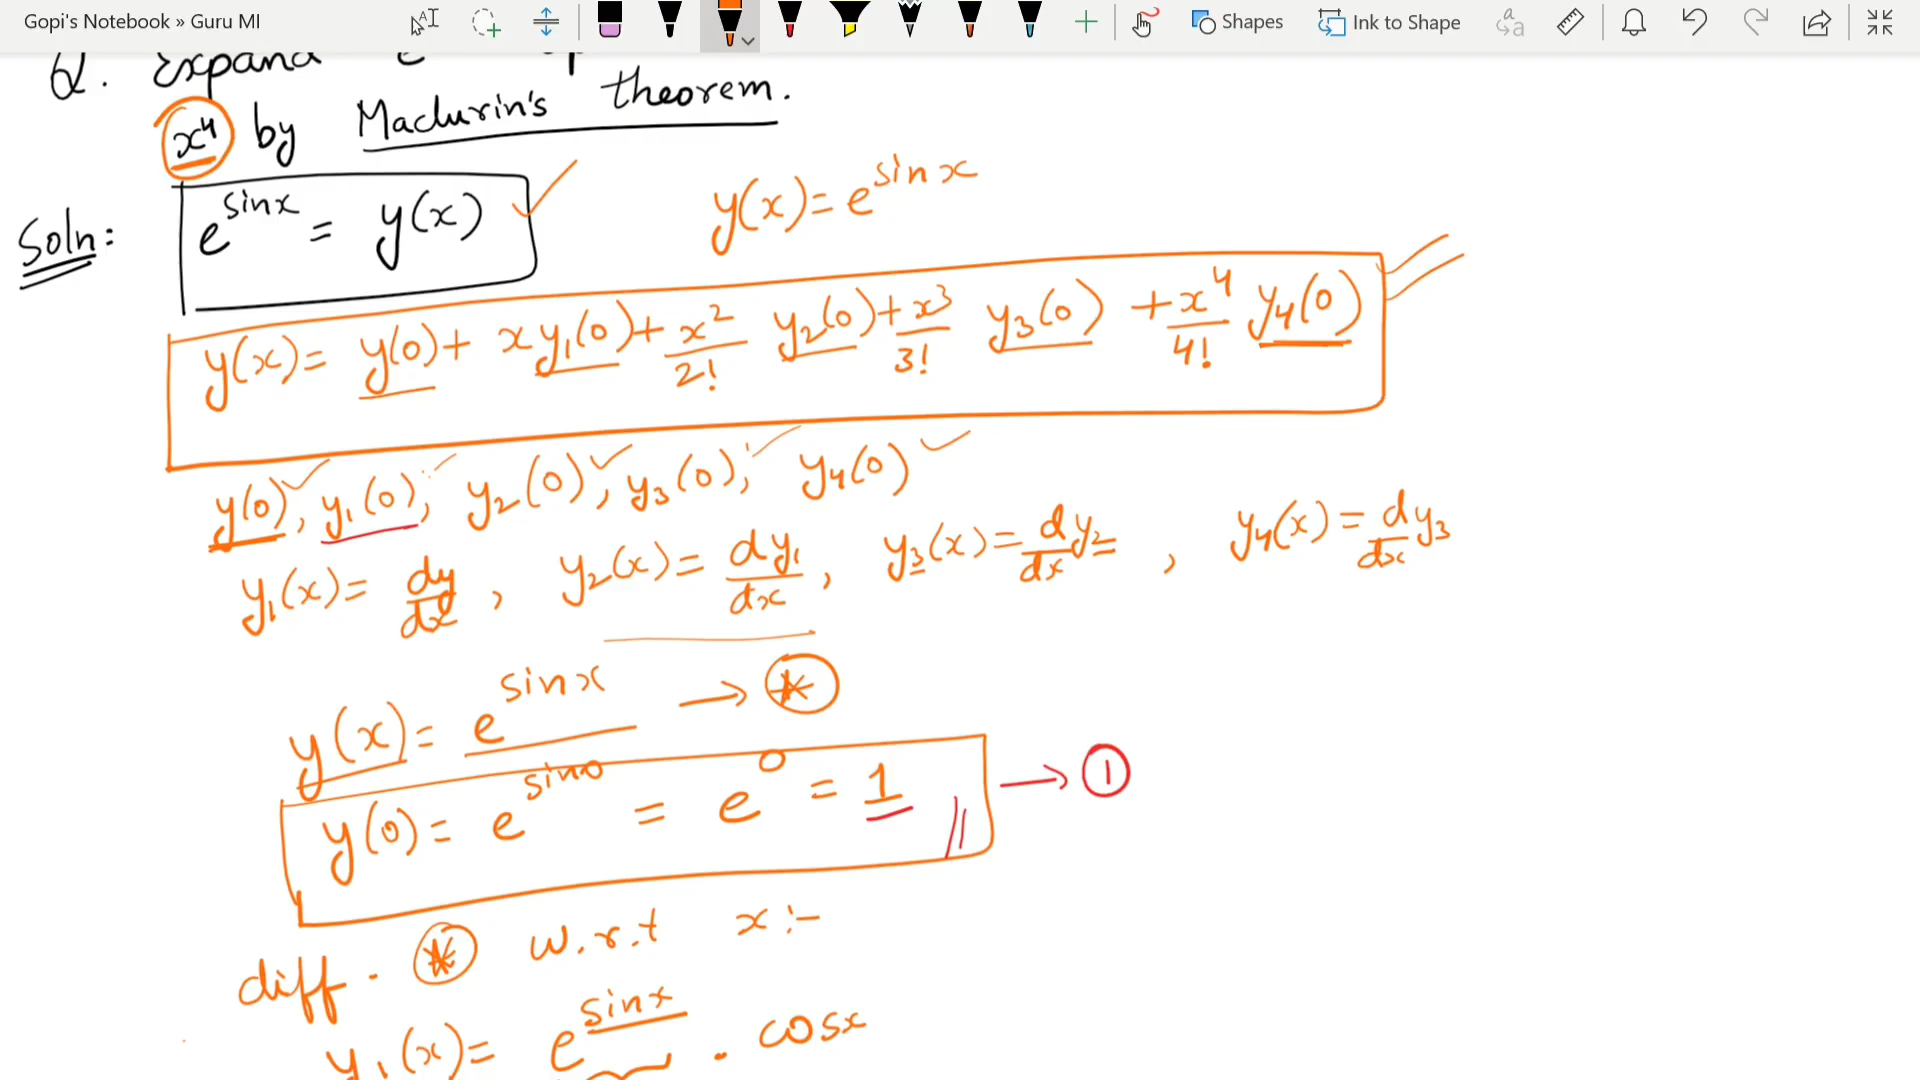 Gopi's Notebook » Guru MI
Shapes
Ink to Shape
Q. Expand e
x⁴ by Maclurin's theorem.
Soln: e^sinx = y(x)
y(x) = e^sinx
y(x) = y(0) + x y₁(0) + x²/2! y₂(0) + x³/3! y₃(0) + x⁴/4! y₄(0)
y(0), y₁(0), y₂(0), y₃(0), y₄(0)
y₁(x) = dy/dx , y₂(x) = dy₁/dx , y₃(x) = d/dx y₂ , y₄(x) = d/dx y₃
y(x) = e^sinx → *
y(0) = e^sin0 = e⁰ = 1 → 1
diff. * w.r.t x :-
y₁(x) = e^sinx . cosx